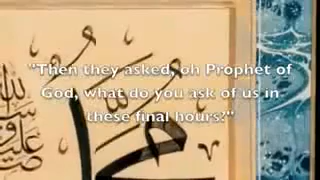 "Then they asked, oh Prophet of
God, what do you ask of us in
these final hours?"